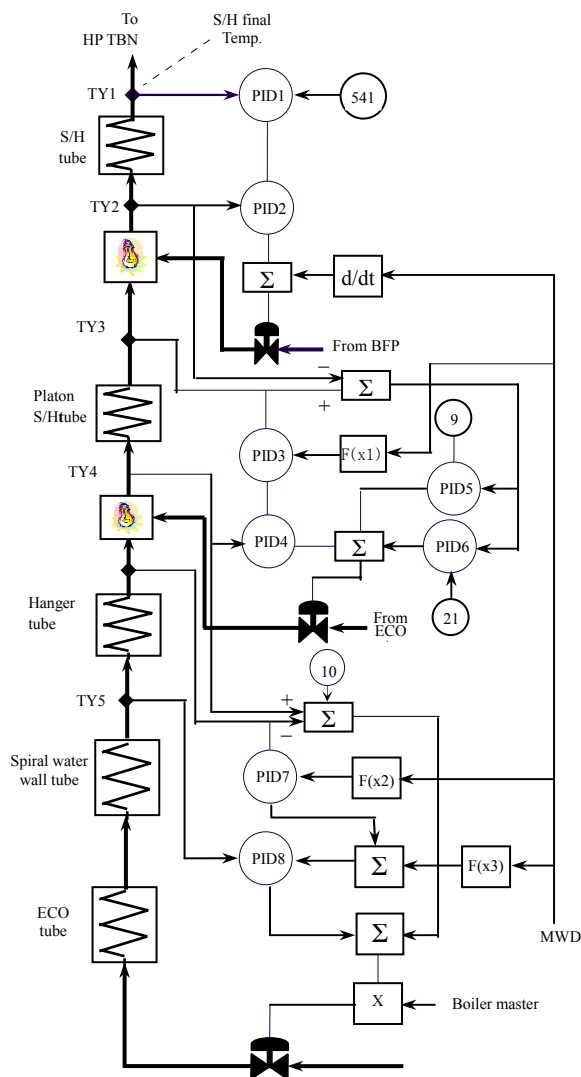 To
HP TBN
S/H final
Temp.
TY1
PID1
541
S/H
tube
TY2
PID2
Σ
d/dt
TY3
From BFP
−
Σ
+
Platon
S/Htube
9
PID3
F(x1)
TY4
PID5
PID4
Σ
PID6
Hanger
tube
From
ECO
21
10
+
Σ
TY5
−
Spiral water
wall tube
PID7
F(x2)
PID8
Σ
F(x3)
ECO
tube
Σ
MWD
X
Boiler master